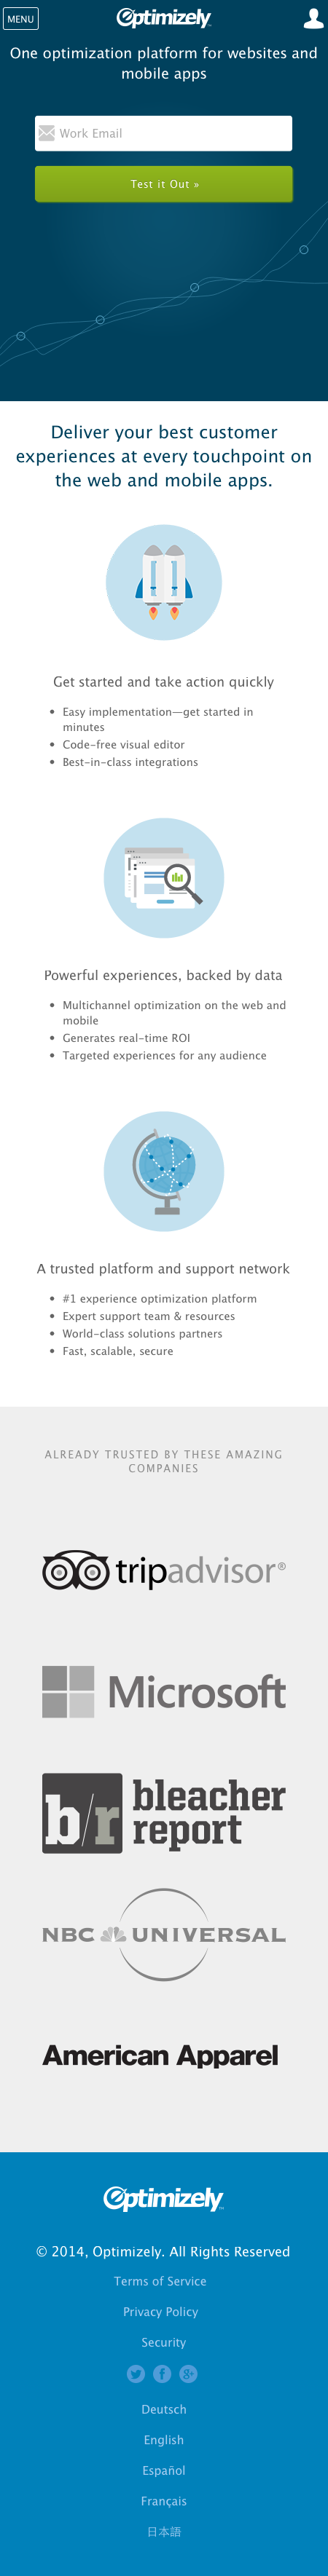 MENU
Optimizely
One optimization platform for websites and
mobile apps
Work Email
Test it Out »
Deliver your best customer
experiences at every touchpoint on
the web and mobile apps.
Get started and take action quickly
• Easy implementation—get started in
minutes
• Code-free visual editor
• Best-in-class integrations
Powerful experiences, backed by data
• Multichannel optimization on the web and
mobile
• Generates real-time ROI
• Targeted experiences for any audience
A trusted platform and support network
• #1 experience optimization platform
• Expert support team & resources
• World-class solutions partners
• Fast, scalable, secure
ALREADY TRUSTED BY THESE AMAZING
COMPANIES
tripadvisor®
Microsoft
b/r bleacher
report
NBC UNIVERSAL
American Apparel
Optimizely
© 2014, Optimizely. All Rights Reserved
Terms of Service
Privacy Policy
Security
Deutsch
English
Español
Français
日本語